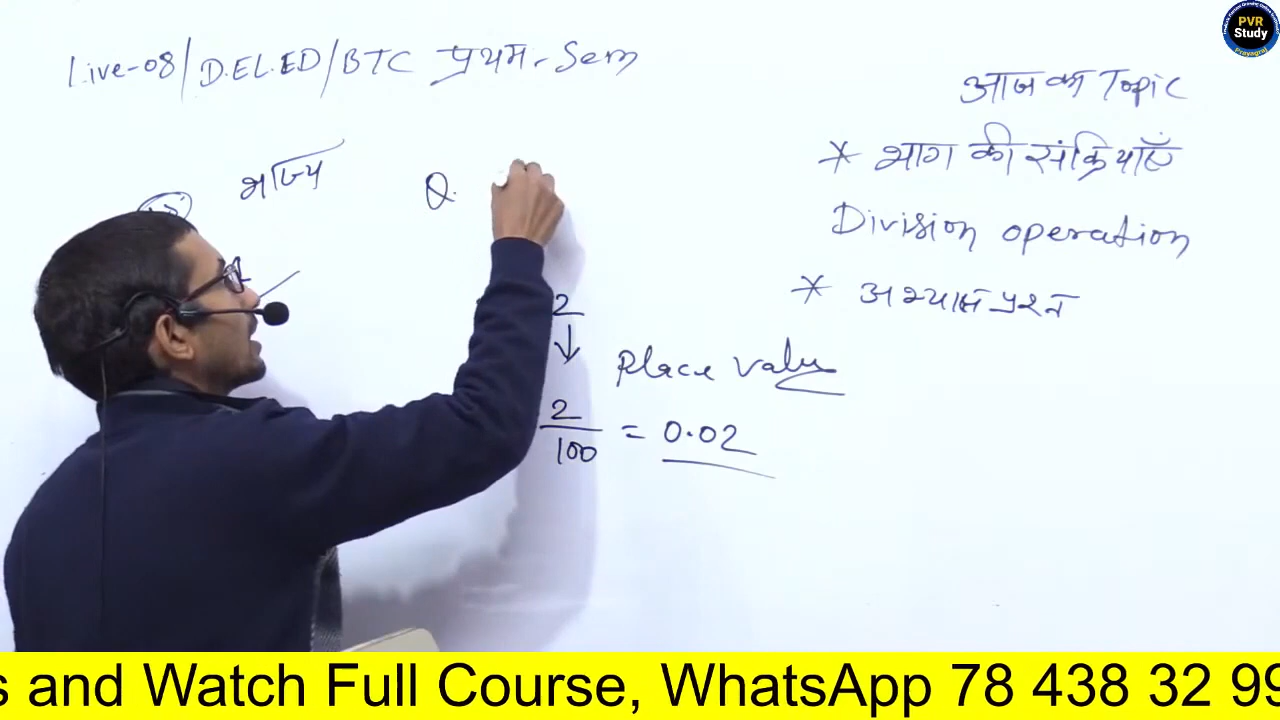 Live-08/D.EL.ED/BTC प्रथम-Sem
PVR
Study
Prayagraj
आज का Topic
* भाग की संक्रियाएँ
Division operation
* अभ्यास प्रश्न
भाज्य
Q.
2
↓
Place value
2/100 = 0.02
s and Watch Full Course, WhatsApp 78 438 32 99